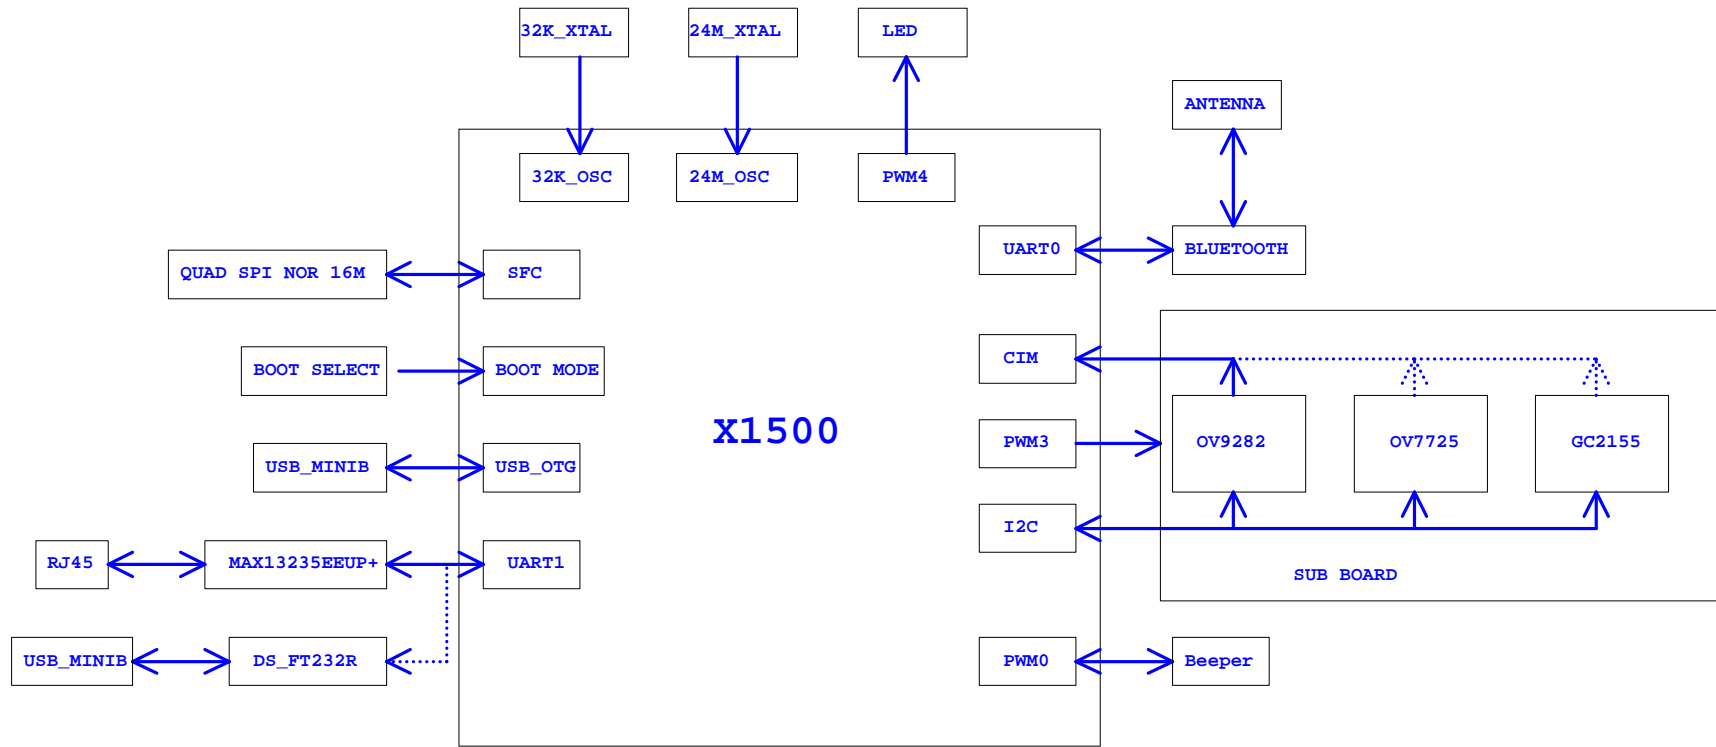 32K_XTAL
24M_XTAL
LED
ANTENNA
32K_OSC
24M_OSC
PWM4
UART0
BLUETOOTH
QUAD SPI NOR 16M
SFC
CIM
BOOT SELECT
BOOT MODE
X1500
PWM3
OV9282
OV7725
GC2155
USB_MINIB
USB_OTG
I2C
RJ45
MAX13235EEUP+
UART1
SUB BOARD
USB_MINIB
DS_FT232R
PWM0
Beeper